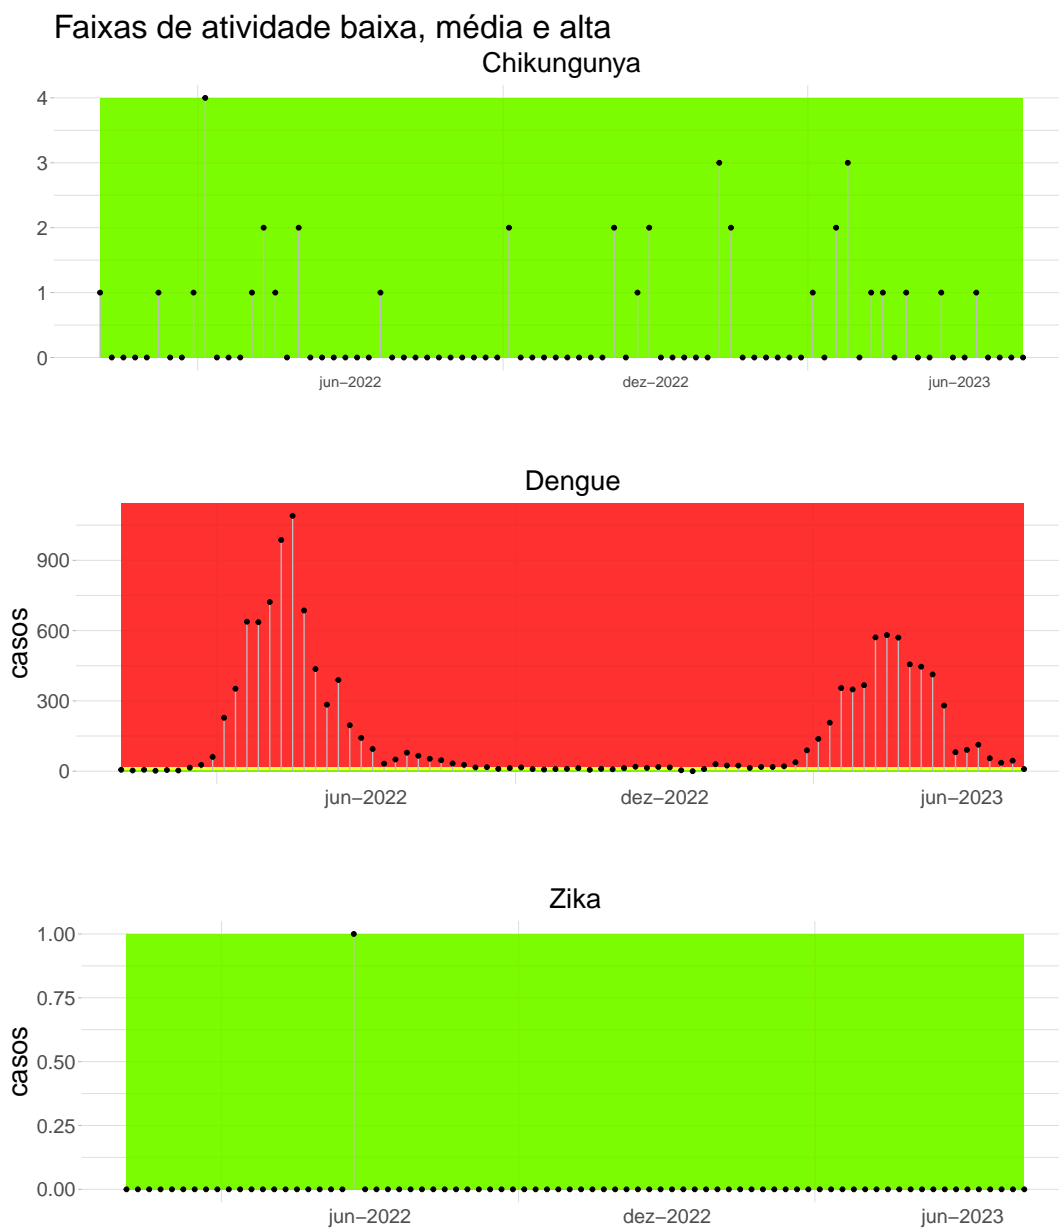 Faixas de atividade baixa, média e alta
Chikungunya
4
3
2
1
0
jun−2022 dez−2022 jun−2023
Dengue
casos
900
600
300
0
jun−2022 dez−2022 jun−2023
Zika
casos
1.00
0.75
0.50
0.25
0.00
jun−2022 dez−2022 jun−2023